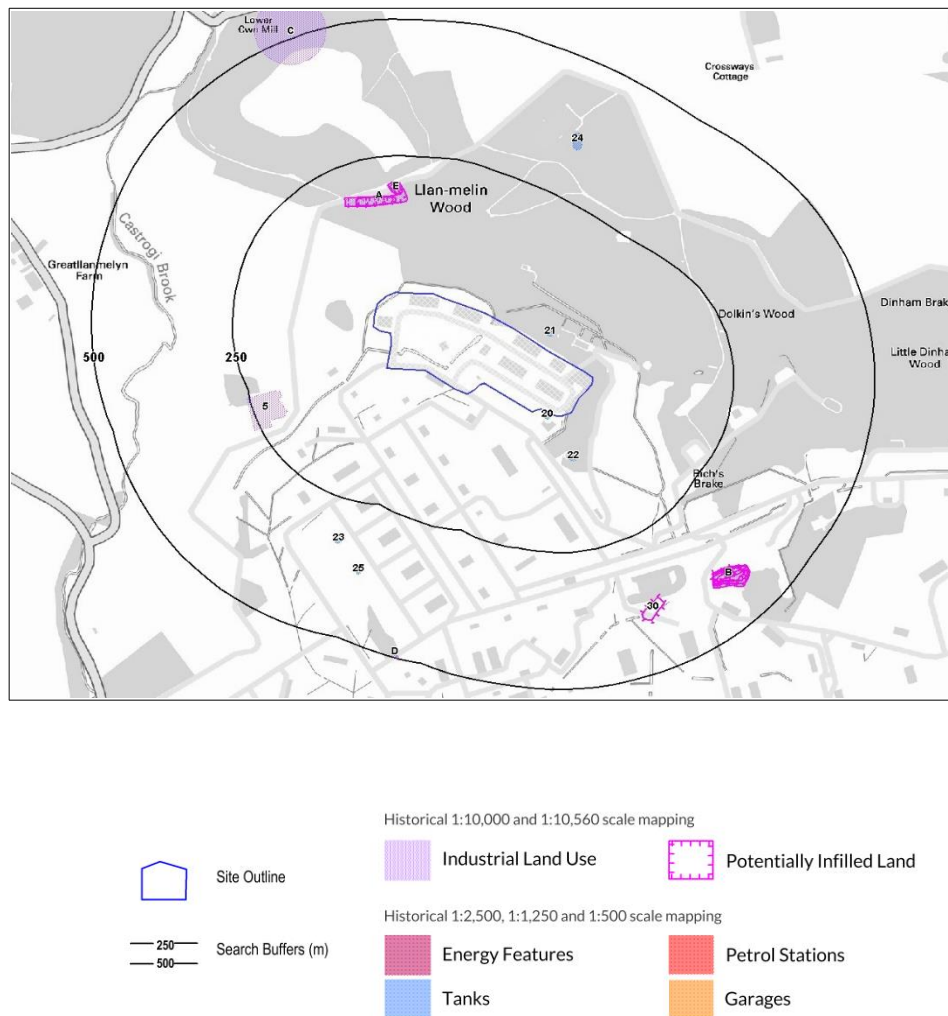 Lower
Cwn Mill
C
Crossways
Cottage
24
E
A
Llan-melin
Wood
Castrogi Brook
Greatllanmelyn
Farm
Dolkin's Wood
Dinham Brak
21
Little Dinha
Wood
500
250
5
20
22
Rich's
Brake
23
25
B
30
D
Historical 1:10,000 and 1:10,560 scale mapping
Site Outline
Industrial Land Use
Potentially Infilled Land
Historical 1:2,500, 1:1,250 and 1:500 scale mapping
250
500
Search Buffers (m)
Energy Features
Petrol Stations
Tanks
Garages